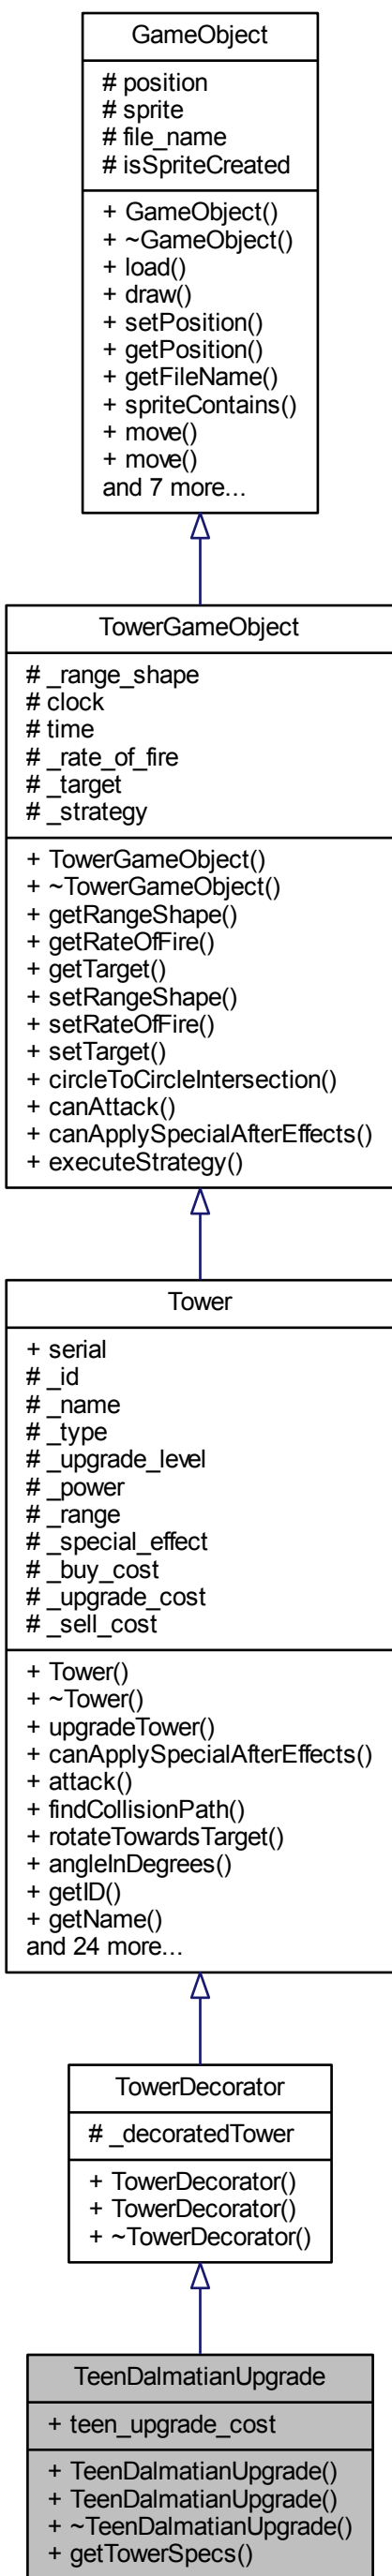 GameObject
# position
# sprite
# file_name
# isSpriteCreated
+ GameObject()
+ ~GameObject()
+ load()
+ draw()
+ setPosition()
+ getPosition()
+ getFileName()
+ spriteContains()
+ move()
+ move()
and 7 more...
TowerGameObject
# _range_shape
# clock
# time
# _rate_of_fire
# _target
# _strategy
+ TowerGameObject()
+ ~TowerGameObject()
+ getRangeShape()
+ getRateOfFire()
+ getTarget()
+ setRangeShape()
+ setRateOfFire()
+ setTarget()
+ circleToCircleIntersection()
+ canAttack()
+ canApplySpecialAfterEffects()
+ executeStrategy()
Tower
+ serial
# _id
# _name
# _type
# _upgrade_level
# _power
# _range
# _special_effect
# _buy_cost
# _upgrade_cost
# _sell_cost
+ Tower()
+ ~Tower()
+ upgradeTower()
+ canApplySpecialAfterEffects()
+ attack()
+ findCollisionPath()
+ rotateTowardsTarget()
+ angleInDegrees()
+ getID()
+ getName()
and 24 more...
TowerDecorator
# _decoratedTower
+ TowerDecorator()
+ TowerDecorator()
+ ~TowerDecorator()
TeenDalmatianUpgrade
+ teen_upgrade_cost
+ TeenDalmatianUpgrade()
+ TeenDalmatianUpgrade()
+ ~TeenDalmatianUpgrade()
+ getTowerSpecs()